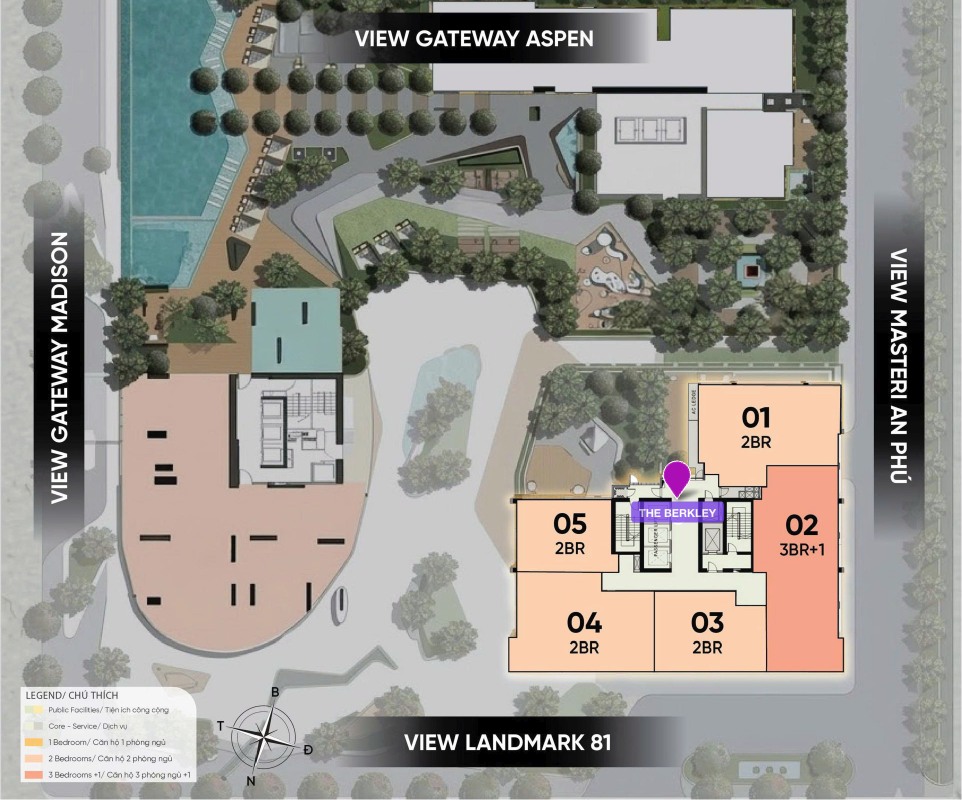 VIEW GATEWAY ASPEN
VIEW GATEWAY MADISON
VIEW MASTERI AN PHÚ
AC LEDGE
01
2BR
THE BERKLEY
PASSENGER
05
2BR
02
3BR+1
04
2BR
03
2BR
LEGEND/ CHÚ THÍCH
Public Facilities/ Tiện ích công cộng
Core - Service/ Dịch vụ
1 Bedroom/ Căn hộ 1 phòng ngủ
2 Bedrooms/ Căn hộ 2 phòng ngủ
3 Bedrooms +1/ Căn hộ 3 phòng ngủ +1
B
T
Đ
N
VIEW LANDMARK 81